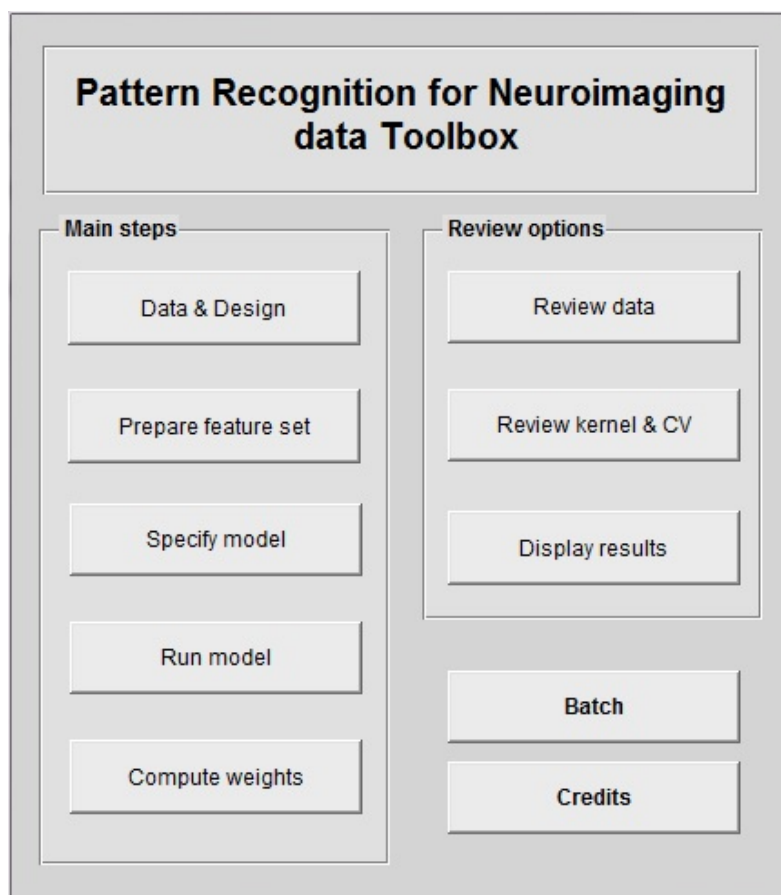 Pattern Recognition for Neuroimaging
data Toolbox
Main steps
Data & Design
Prepare feature set
Specify model
Run model
Compute weights
Review options
Review data
Review kernel & CV
Display results
Batch
Credits